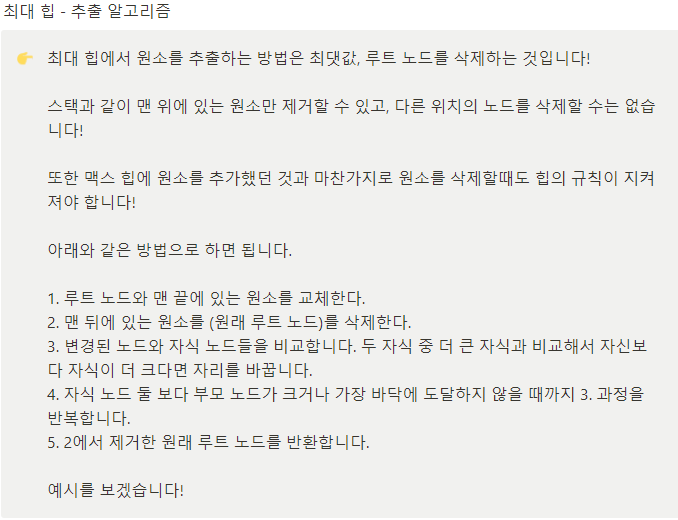 최대 힙 - 추출 알고리즘
최대 힙에서 원소를 추출하는 방법은 최댓값, 루트 노드를 삭제하는 것입니다!
스택과 같이 맨 위에 있는 원소만 제거할 수 있고, 다른 위치의 노드를 삭제할 수는 없습
니다!
또한 맥스 힙에 원소를 추가했던 것과 마찬가지로 원소를 삭제할때도 힙의 규칙이 지켜
져야 합니다!
아래와 같은 방법으로 하면 됩니다.
1. 루트 노드와 맨 끝에 있는 원소를 교체한다.
2. 맨 뒤에 있는 원소를 (원래 루트 노드)를 삭제한다.
3. 변경된 노드와 자식 노드들을 비교합니다. 두 자식 중 더 큰 자식과 비교해서 자신보
다 자식이 더 크다면 자리를 바꿉니다.
4. 자식 노드 둘 보다 부모 노드가 크거나 가장 바닥에 도달하지 않을 때까지 3. 과정을
반복합니다.
5. 2에서 제거한 원래 루트 노드를 반환합니다.
예시를 보겠습니다!